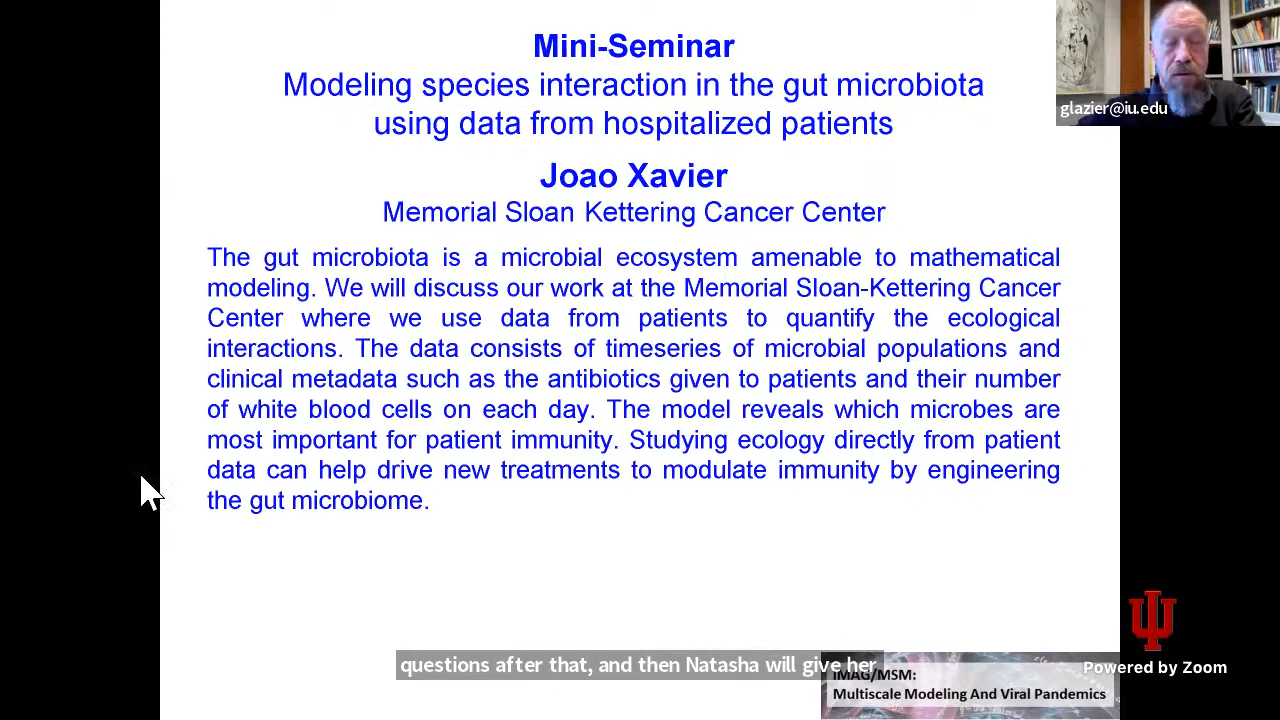 Mini-Seminar
Modeling species interaction in the gut microbiota
using data from hospitalized patients
Joao Xavier
Memorial Sloan Kettering Cancer Center
The gut microbiota is a microbial ecosystem amenable to mathematical
modeling. We will discuss our work at the Memorial Sloan-Kettering Cancer
Center where we use data from patients to quantify the ecological
interactions. The data consists of timeseries of microbial populations and
clinical metadata such as the antibiotics given to patients and their number
of white blood cells on each day. The model reveals which microbes are
most important for patient immunity. Studying ecology directly from patient
data can help drive new treatments to modulate immunity by engineering
the gut microbiome.
glazier@iu.edu
questions after that, and then Natasha will give her
IMAG/MSM:
Multiscale Modeling And Viral Pandemics
Powered by Zoom